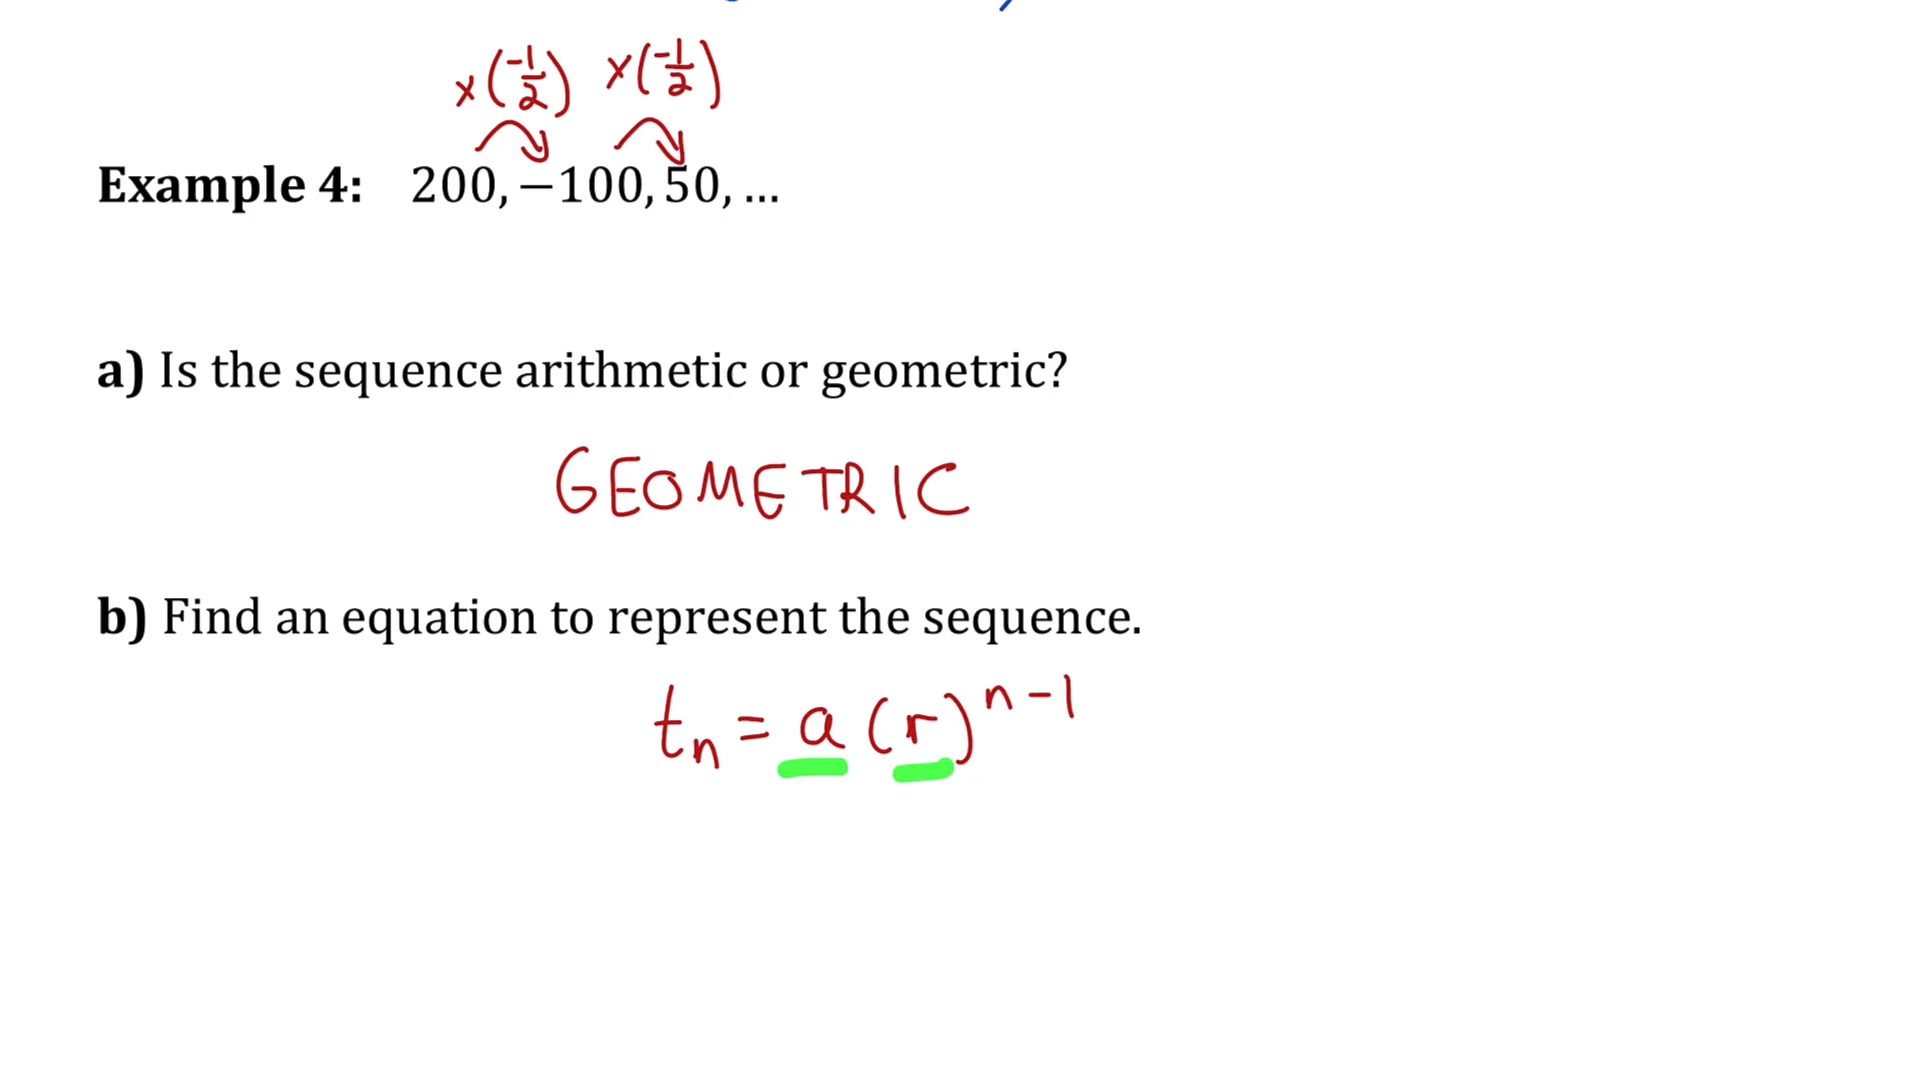 ×(-1/2) ×(-1/2)
Example 4: 200, −100, 50, ...
a) Is the sequence arithmetic or geometric?
GEOMETRIC
b) Find an equation to represent the sequence.
tₙ = a (r)ⁿ⁻¹